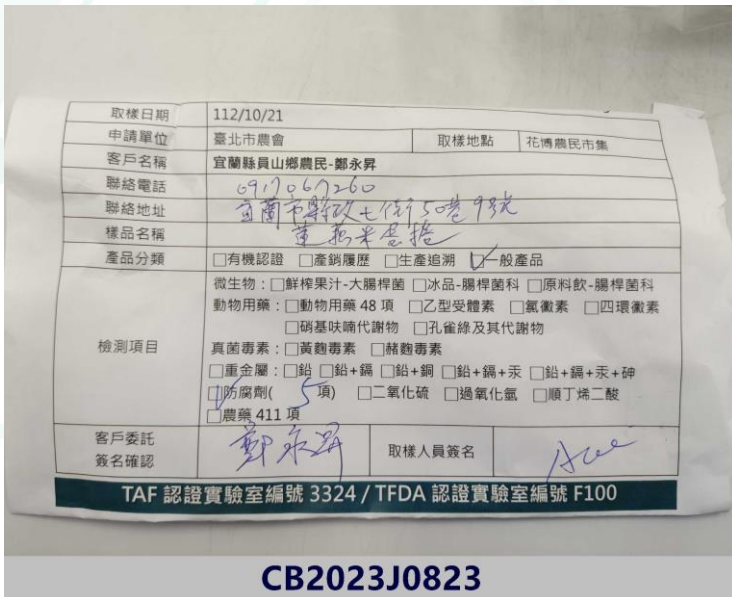 取樣日期 112/10/21
申請單位 臺北市農會 取樣地點 花博農民市集
客戶名稱 宜蘭縣員山鄉農民-鄭永昇
聯絡電話 0917067260
聯絡地址 宜蘭市縣政七街50巷9號
樣品名稱 蓮 米
產品分類 □有機認證 □產銷履歷 □生產追溯 ☑一般產品
檢測項目
微生物：□鮮榨果汁-大腸桿菌 □冰品-腸桿菌科 □原料飲-腸桿菌科
動物用藥：□動物用藥 48 項 □乙型受體素 □氯黴素 □四環黴素
□硝基呋喃代謝物 □孔雀綠及其代謝物
真菌毒素：□黃麴毒素 □赭麴毒素
□重金屬：□鉛 □鉛+鎘 □鉛+銅 □鉛+鎘+汞 □鉛+鎘+汞+砷
☑防腐劑( 5 項) □二氧化硫 □過氧化氫 □順丁烯二酸
□農藥 411 項
客戶委託
簽名確認 鄭永昇 取樣人員簽名
TAF 認證實驗室編號 3324 / TFDA 認證實驗室編號 F100
CB2023J0823